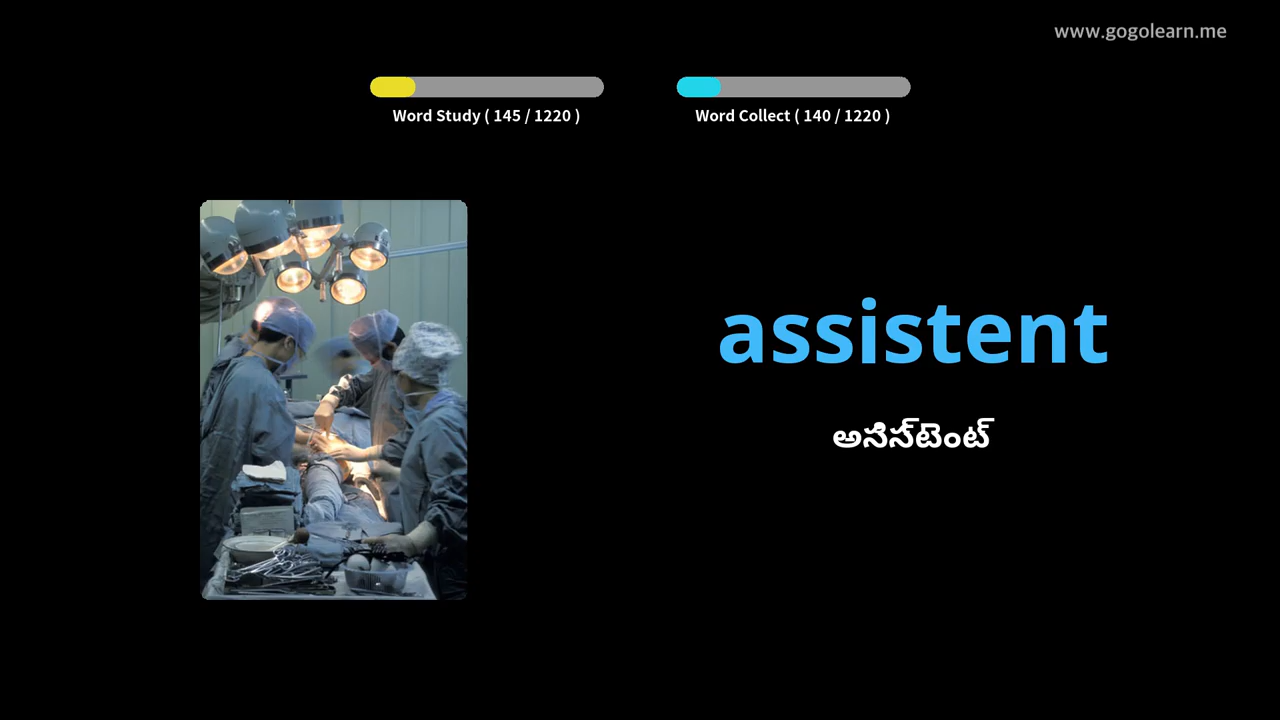 www.gogolearn.me
Word Study ( 145 / 1220 )
Word Collect ( 140 / 1220 )
assistent
అసిస్‌టెంట్